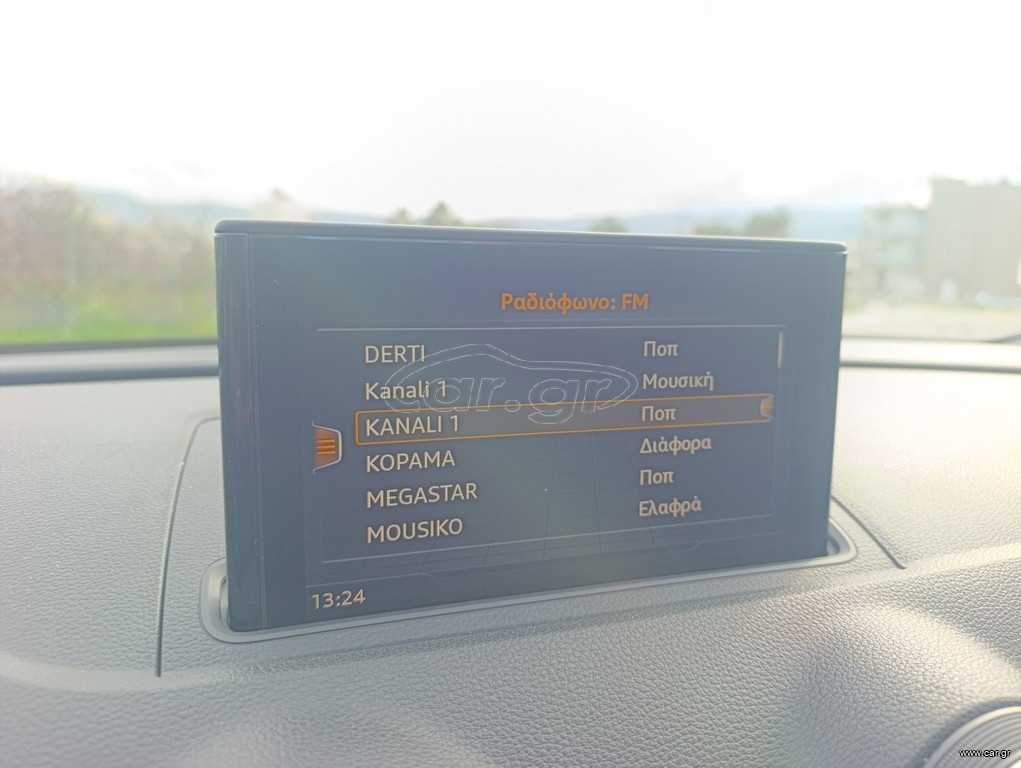 Ραδιόφωνο: FM
DERTI Ποπ
Kanali 1 Μουσική
KANALI 1 Ποπ
ΚΟΡΑΜΑ Διάφορα
MEGASTAR Ποπ
MOUSIKO Ελαφρά
13:24
car.gr
www.car.gr